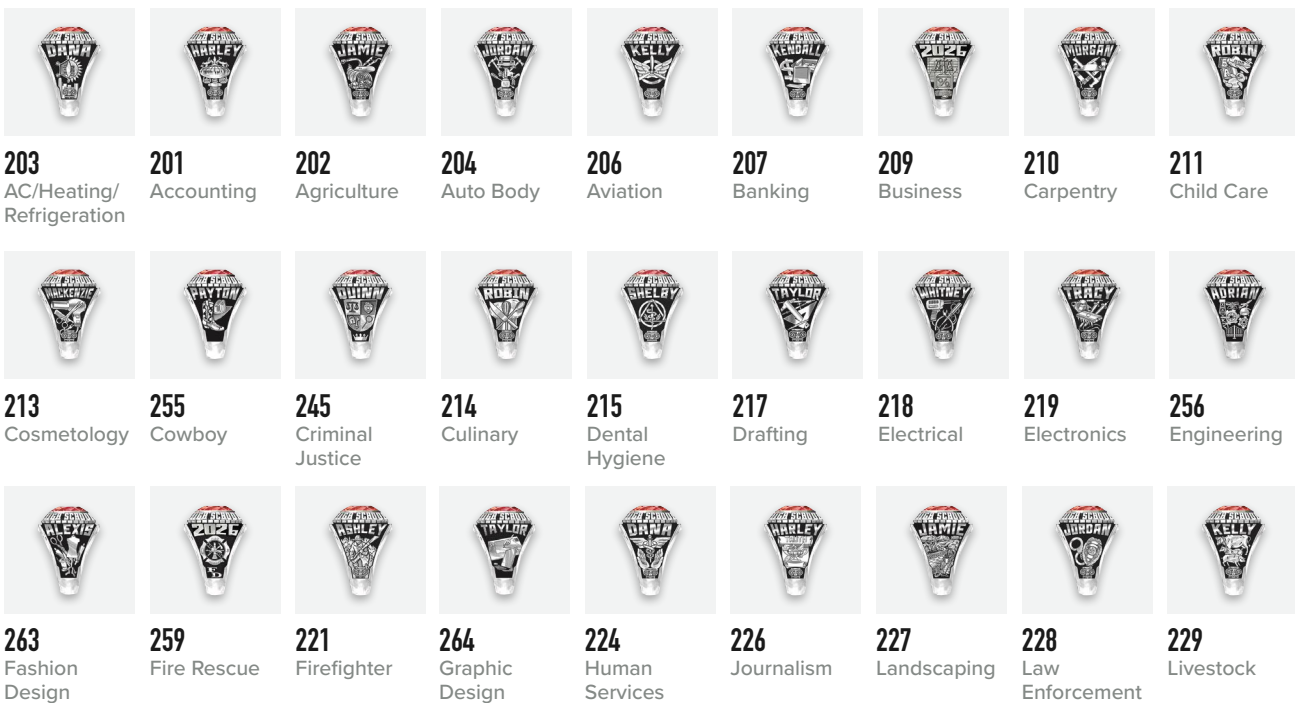 DANA
HARLEY
JAMIE
JORDAN
KELLY
KENDALL
2026
MORGAN
ROBIN
203
AC/Heating/
Refrigeration
201
Accounting
202
Agriculture
204
Auto Body
206
Aviation
207
Banking
209
Business
210
Carpentry
211
Child Care
MACKENZIE
PAYTON
QUINN
ROBIN
SHELBY
TAYLOR
WHITNEY
TRACY
ADRIAN
213
Cosmetology
255
Cowboy
245
Criminal
Justice
214
Culinary
215
Dental
Hygiene
217
Drafting
218
Electrical
219
Electronics
256
Engineering
ALEXIS
2026
FD
ASHLEY
TAYLOR
DANA
HARLEY
JAMIE
JORDAN
KELLY
263
Fashion
Design
259
Fire Rescue
221
Firefighter
264
Graphic
Design
224
Human
Services
226
Journalism
227
Landscaping
228
Law
Enforcement
229
Livestock